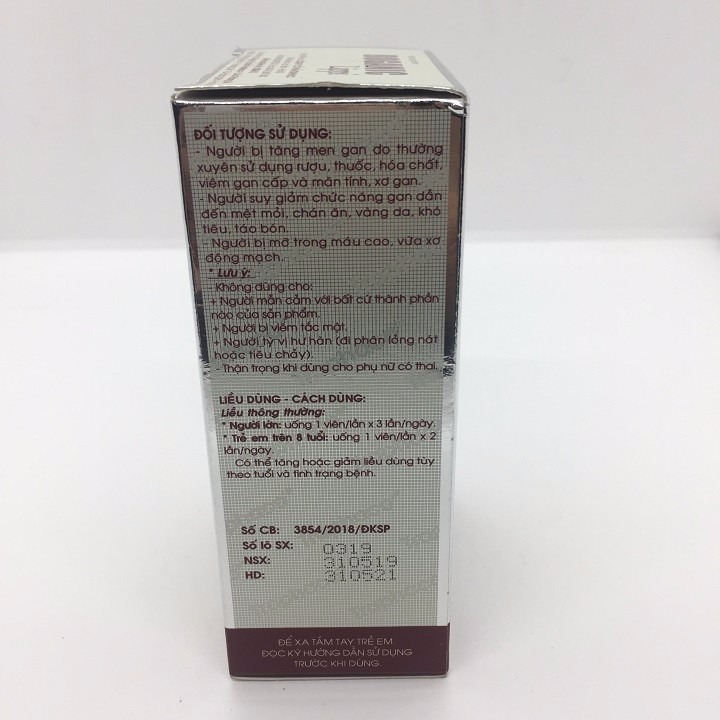 ĐỐI TƯỢNG SỬ DỤNG:
- Người bị tăng men gan do thường
xuyên sử dụng rượu, thuốc, hóa chất,
viêm gan cấp và mãn tính, xơ gan.
- Người suy giảm chức năng gan dẫn
đến mệt mỏi, chán ăn, vàng da, khó
tiêu, táo bón.
- Người bị mỡ trong máu cao, vữa xơ
động mạch.
* Lưu ý:
- Không dùng cho:
+ Người mẫn cảm với bất cứ thành phần
nào của sản phẩm.
+ Người bị viêm tắc mật.
+ Người tỳ vị hư hàn (đi phân lỏng nát
hoặc tiêu chảy).
- Thận trọng khi dùng cho phụ nữ có thai.
LIỀU DÙNG - CÁCH DÙNG:
Liều thông thường:
* Người lớn: uống 1 viên/lần x 3 lần/ngày.
* Trẻ em trên 8 tuổi: uống 1 viên/lần x 2
lần/ngày.
Có thể tăng hoặc giảm liều dùng tùy
theo tuổi và tình trạng bệnh.
Số CB: 3854/2018/ĐKSP
Số lô SX: 0319
NSX: 310519
HD: 310521
ĐỂ XA TẦM TAY TRẺ EM
ĐỌC KỸ HƯỚNG DẪN SỬ DỤNG
TRƯỚC KHI DÙNG.